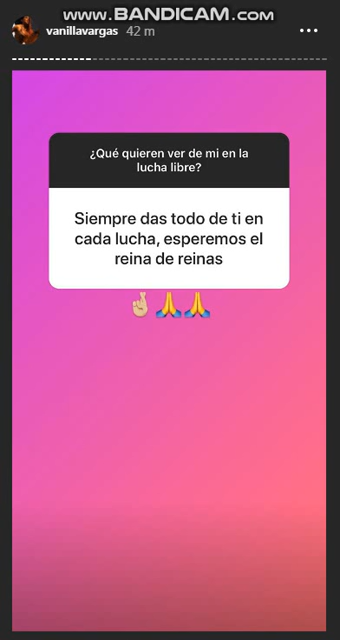 www.BANDICAM.com
vanillavargas 42 m
¿Qué quieren ver de mi en la
lucha libre?
Siempre das todo de ti en
cada lucha, esperemos el
reina de reinas
🤞🏼🙏🙏